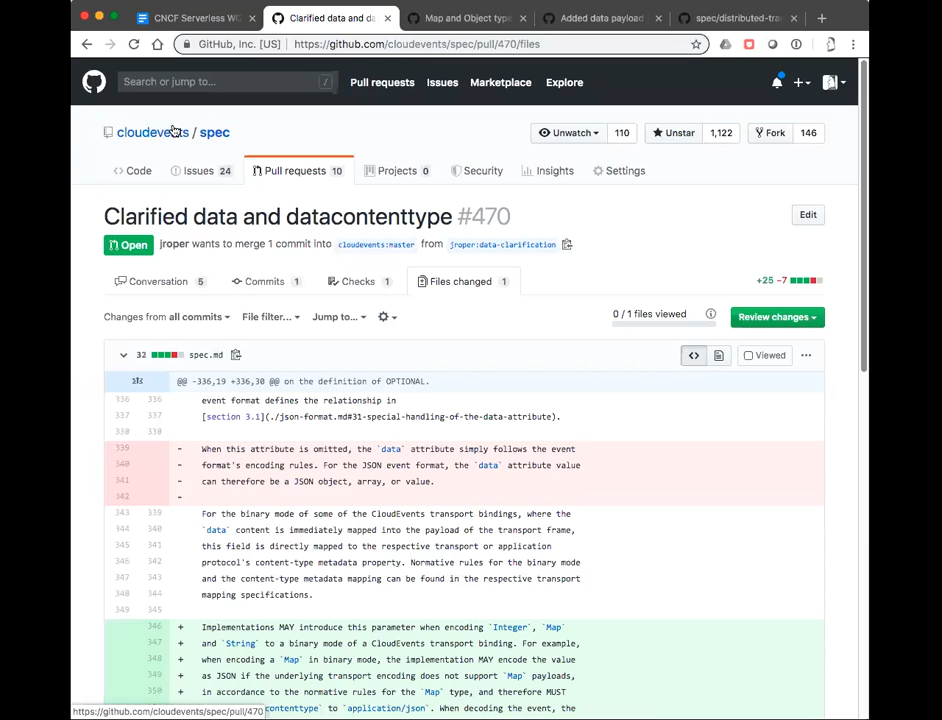 CNCF Serverless WG
Clarified data and da
Map and Object type
Added data payload
spec/distributed-tra
GitHub, Inc. [US] https://github.com/cloudevents/spec/pull/470/files
Search or jump to... /
Pull requests Issues Marketplace Explore
cloudevents / spec
Unwatch 110 Unstar 1,122 Fork 146
Code Issues 24 Pull requests 10 Projects 0 Security Insights Settings
Clarified data and datacontenttype #470
Edit
Open jroper wants to merge 1 commit into cloudevents:master from jroper:data-clarification
Conversation 5 Commits 1 Checks 1 Files changed 1 +25 −7
Changes from all commits File filter... Jump to... 0 / 1 files viewed Review changes
32 spec.md Viewed
@@ -336,19 +336,30 @@ on the definition of OPTIONAL.
336 336 event format defines the relationship in
337 337 [section 3.1](./json-format.md#31-special-handling-of-the-data-attribute).
338 338
339 - When this attribute is omitted, the `data` attribute simply follows the event
340 - format's encoding rules. For the JSON event format, the `data` attribute value
341 - can therefore be a JSON object, array, or value.
342 -
343 339 For the binary mode of some of the CloudEvents transport bindings, where the
344 340 `data` content is immediately mapped into the payload of the transport frame,
345 341 this field is directly mapped to the respective transport or application
346 342 protocol's content-type metadata property. Normative rules for the binary mode
347 343 and the content-type metadata mapping can be found in the respective transport
348 344 mapping specifications.
349 345
346 + Implementations MAY introduce this parameter when encoding `Integer`, `Map`
347 + and `String` to a binary mode of a CloudEvents transport binding. For example,
348 + when encoding a `Map` in binary mode, the implementation MAY encode the value
349 + as JSON if the underlying transport encoding does not support `Map` payloads,
350 + in accordance to the normative rules for the `Map` type, and therefore MUST
contenttype` to `application/json`. When decoding the event, the
https://github.com/cloudevents/spec/pull/470